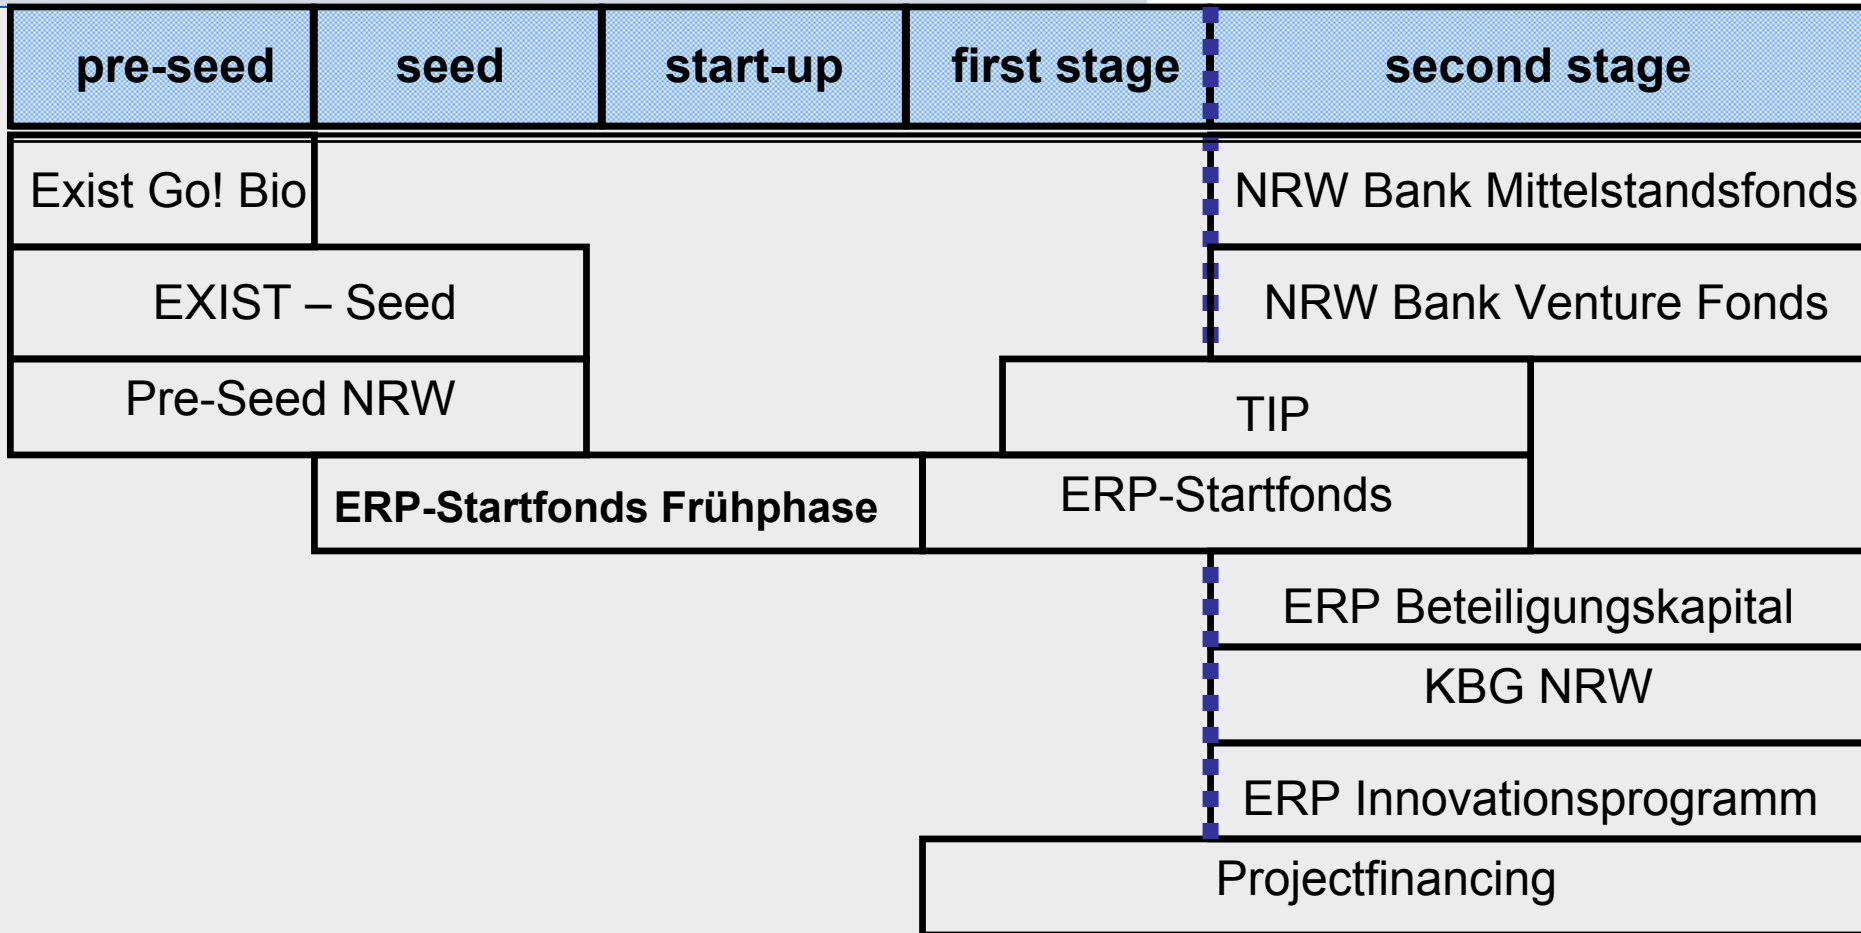 pre-seed seed start-up first stage second stage
Exist Go! Bio NRW Bank Mittelstandsfonds
EXIST – Seed NRW Bank Venture Fonds
Pre-Seed NRW TIP
ERP-Startfonds Frühphase ERP-Startfonds
ERP Beteiligungskapital
KBG NRW
ERP Innovationsprogramm
Projectfinancing